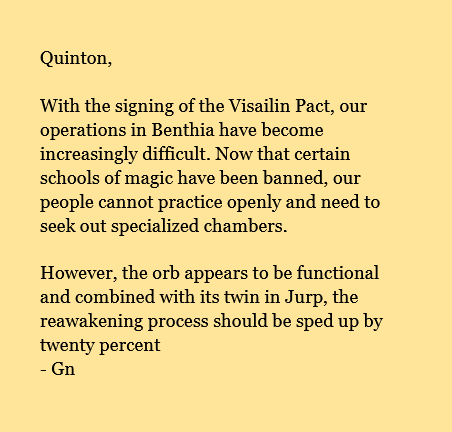 Quinton,
With the signing of the Visailin Pact, our
operations in Benthia have become
increasingly difficult. Now that certain
schools of magic have been banned, our
people cannot practice openly and need to
seek out specialized chambers.
However, the orb appears to be functional
and combined with its twin in Jurp, the
reawakening process should be sped up by
twenty percent
- Gn